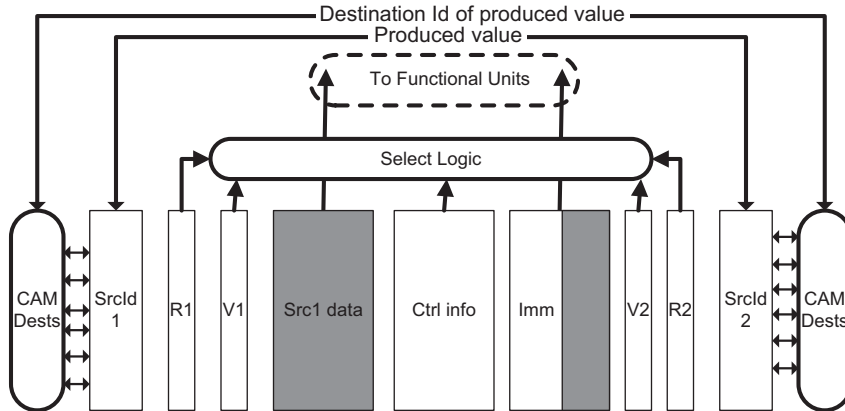 Destination Id of produced value
Produced value
To Functional Units
Select Logic
CAM
Dests
SrcId
1
R1
V1
Src1 data
Ctrl info
Imm
V2
R2
SrcId
2
CAM
Dests